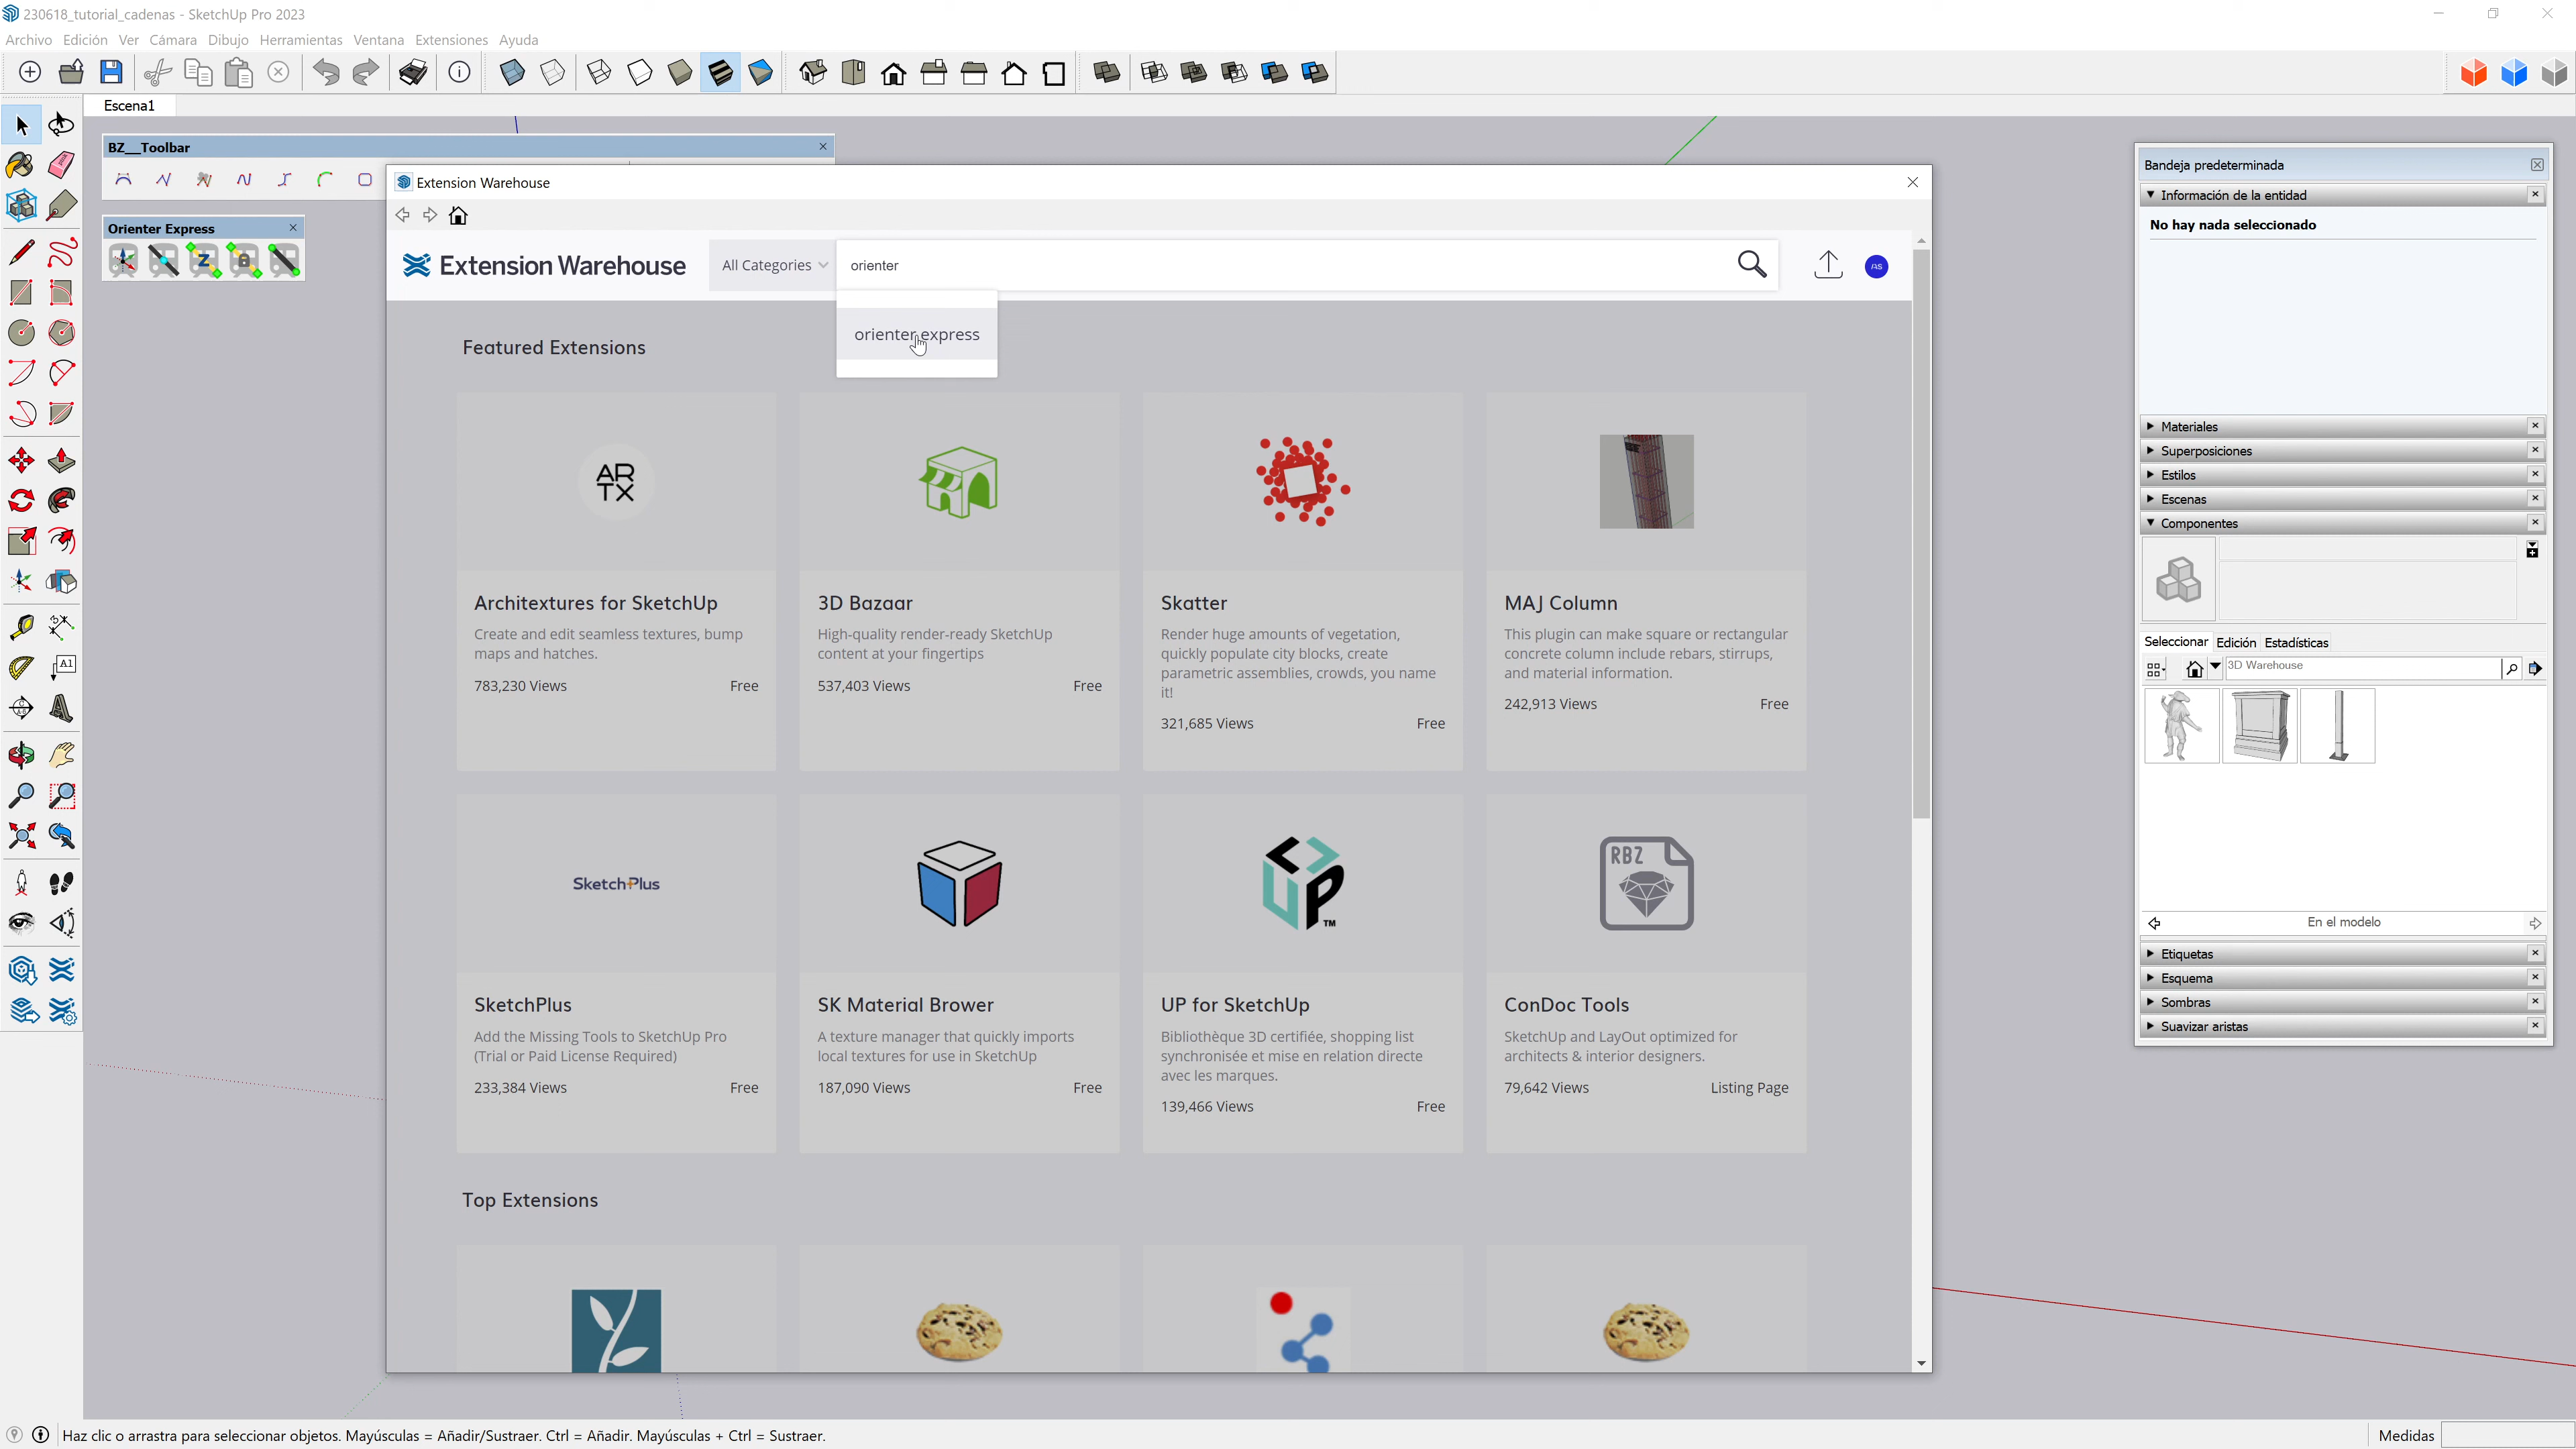 230618_tutorial_cadenas - SketchUp Pro 2023
Archivo Edición Ver Cámara Dibujo Herramientas Ventana Extensiones Ayuda
Escena1
BZ__Toolbar
Orienter Express
Z
A1
Extension Warehouse
Extension Warehouse
All Categories
orienter
AS
orienter express
Featured Extensions
AR
TX
Architextures for SketchUp
Create and edit seamless textures, bump
maps and hatches.
783,230 Views Free
3D Bazaar
High-quality render-ready SketchUp
content at your fingertips
537,403 Views Free
Skatter
Render huge amounts of vegetation,
quickly populate city blocks, create
parametric assemblies, crowds, you name
it!
321,685 Views Free
MAJ Column
This plugin can make square or rectangular
concrete column include rebars, stirrups,
and material information.
242,913 Views Free
SketchPlus
SketchPlus
Add the Missing Tools to SketchUp Pro
(Trial or Paid License Required)
233,384 Views Free
SK Material Brower
A texture manager that quickly imports
local textures for use in SketchUp
187,090 Views Free
UP™
UP for SketchUp
Bibliothèque 3D certifiée, shopping list
synchronisée et mise en relation directe
avec les marques.
139,466 Views Free
RBZ
ConDoc Tools
SketchUp and LayOut optimized for
architects & interior designers.
79,642 Views Listing Page
Top Extensions
Bandeja predeterminada
Información de la entidad
No hay nada seleccionado
Materiales
Superposiciones
Estilos
Escenas
Componentes
Seleccionar Edición Estadísticas
3D Warehouse
En el modelo
Etiquetas
Esquema
Sombras
Suavizar aristas
Haz clic o arrastra para seleccionar objetos. Mayúsculas = Añadir/Sustraer. Ctrl = Añadir. Mayúsculas + Ctrl = Sustraer.
Medidas